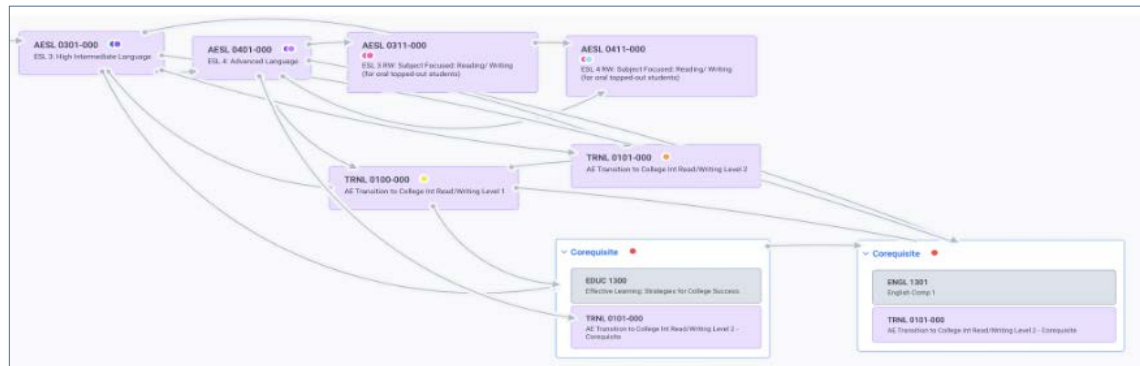 AESL 0301-000
ESL 3: High Intermediate Language
AESL 0401-000
ESL 4: Advanced Language
AESL 0311-000
ESL 3 RW: Subject Focused: Reading/ Writing
(for oral topped-out students)
AESL 0411-000
ESL 4 RW: Subject Focused: Reading/ Writing
(for oral topped-out students)
TRNL 0101-000
AE Transition to College Int Read/Writing Level 2
TRNL 0100-000
AE Transition to College Int Read/Writing Level 1
Corequisite
EDUC 1300
Effective Learning: Strategies for College Success
TRNL 0101-000
AE Transition to College Int Read/Writing Level 2 -
Corequisite
Corequisite
ENGL 1301
English Comp 1
TRNL 0101-000
AE Transition to College Int Read/Writing Level 2 - Corequisite